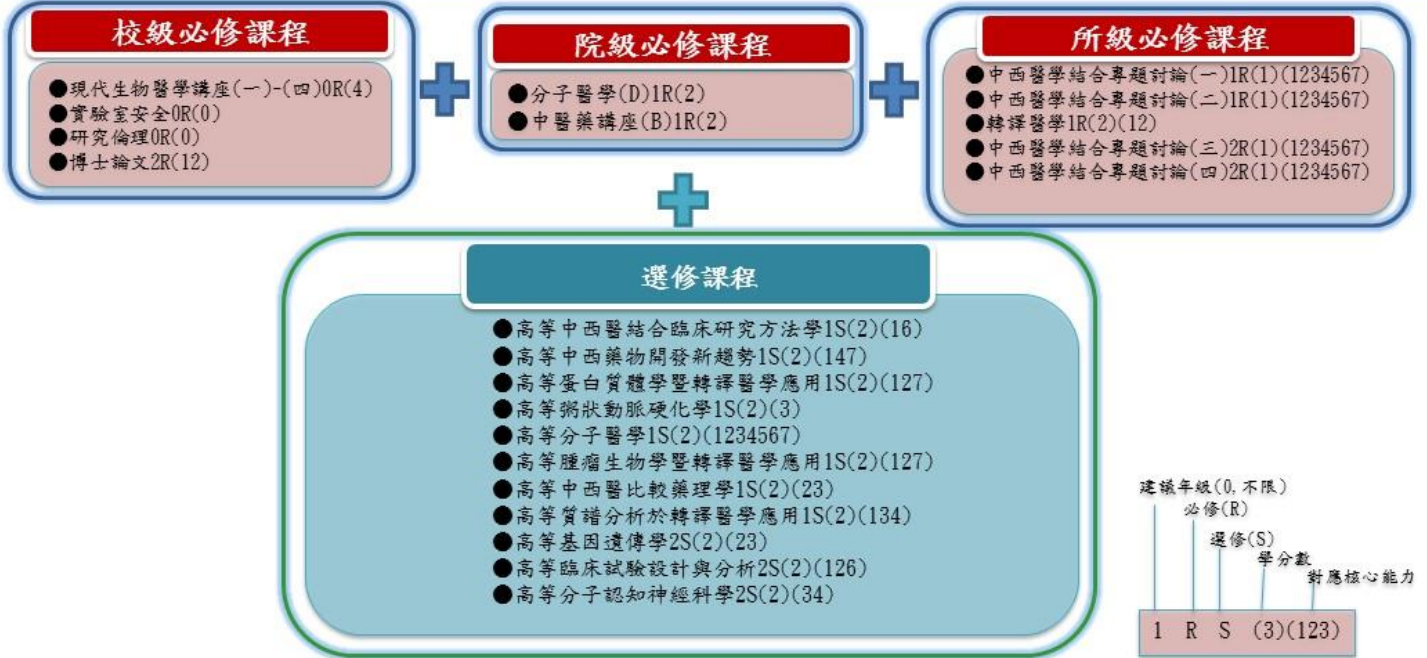 校級必修課程
●現代生物醫學講座(一)-(四)0R(4)
●實驗室安全0R(0)
●研究倫理0R(0)
●博士論文2R(12)
院級必修課程
●分子醫學(D)1R(2)
●中醫藥講座(B)1R(2)
所級必修課程
●中西醫學結合專題討論(一)1R(1)(1234567)
●中西醫學結合專題討論(二)1R(1)(1234567)
●轉譯醫學1R(2)(12)
●中西醫學結合專題討論(三)2R(1)(1234567)
●中西醫學結合專題討論(四)2R(1)(1234567)
選修課程
●高等中西醫結合臨床研究方法學1S(2)(16)
●高等中西藥物開發新趨勢1S(2)(147)
●高等蛋白質體學暨轉譯醫學應用1S(2)(127)
●高等粥狀動脈硬化學1S(2)(3)
●高等分子醫學1S(2)(1234567)
●高等腫瘤生物學暨轉譯醫學應用1S(2)(127)
●高等中西醫比較藥理學1S(2)(23)
●高等質譜分析於轉譯醫學應用1S(2)(134)
●高等基因遺傳學2S(2)(23)
●高等臨床試驗設計與分析2S(2)(126)
●高等分子認知神經科學2S(2)(34)
建議年級(0,不限)
必修(R)
選修(S)
學分數
對應核心能力
1 R S (3)(123)